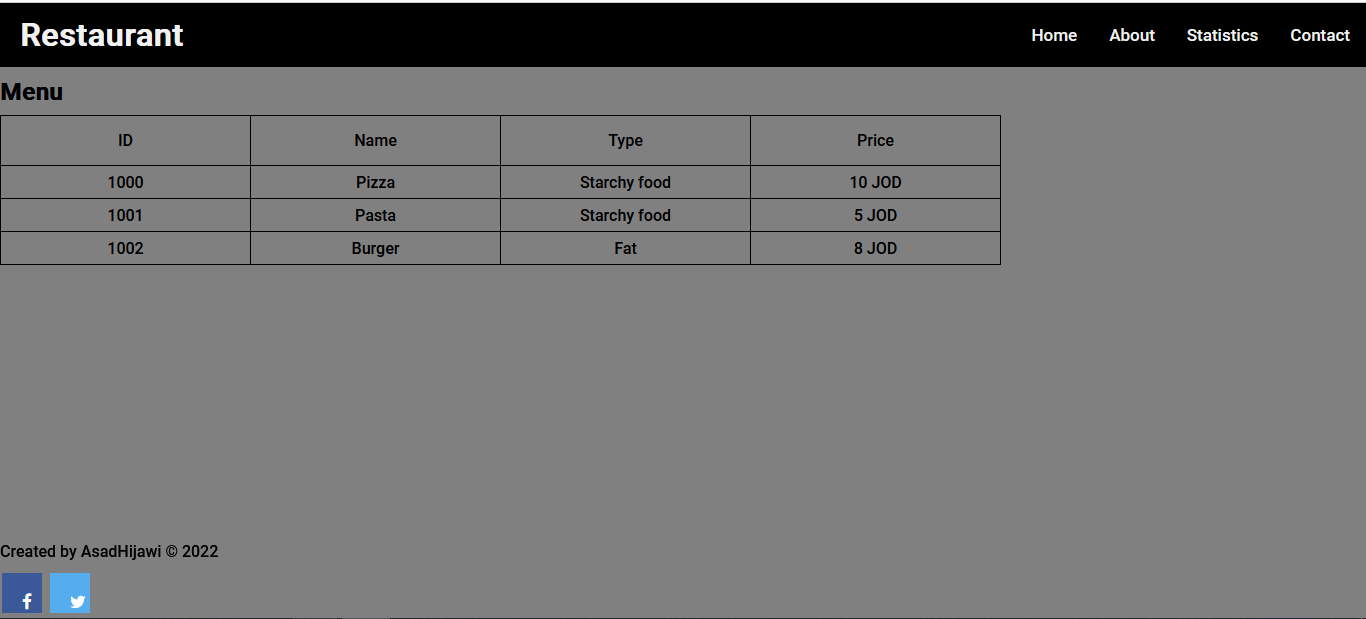 Restaurant Home About Statistics Contact
Menu
ID Name Type Price
1000 Pizza Starchy food 10 JOD
1001 Pasta Starchy food 5 JOD
1002 Burger Fat 8 JOD
Created by AsadHijawi © 2022